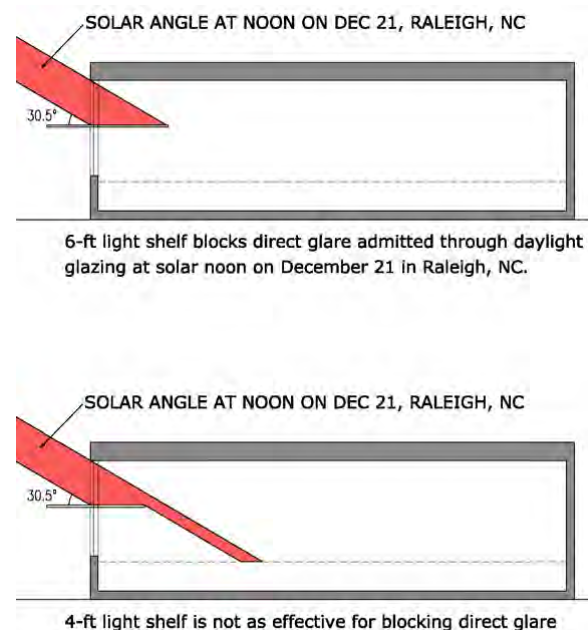 SOLAR ANGLE AT NOON ON DEC 21, RALEIGH, NC
30.5°
6-ft light shelf blocks direct glare admitted through daylight
glazing at solar noon on December 21 in Raleigh, NC.
SOLAR ANGLE AT NOON ON DEC 21, RALEIGH, NC
30.5°
4-ft light shelf is not as effective for blocking direct glare